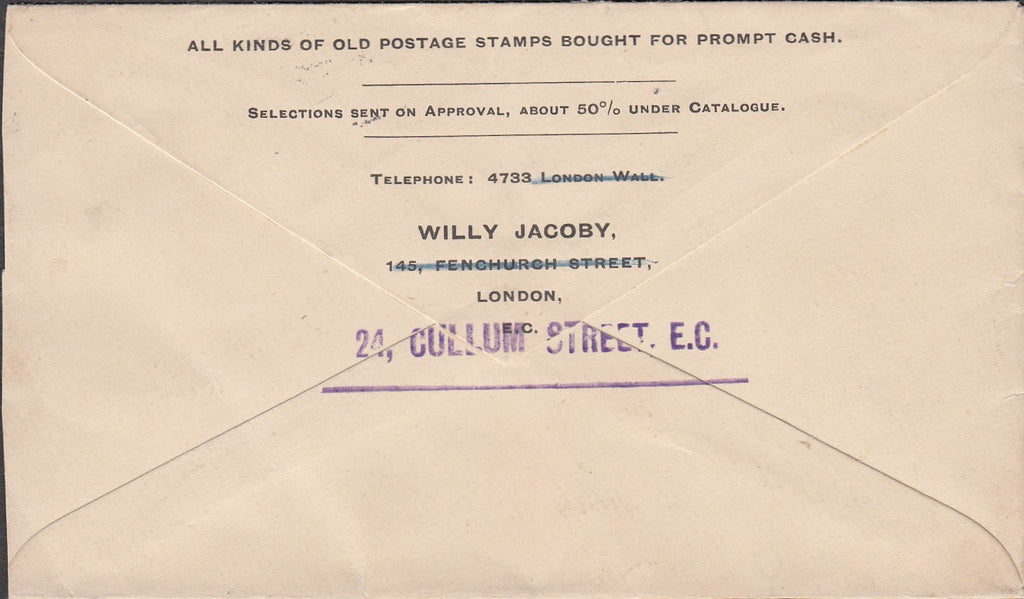 ALL KINDS OF OLD POSTAGE STAMPS BOUGHT FOR PROMPT CASH.
SELECTIONS SENT ON APPROVAL, ABOUT 50% UNDER CATALOGUE.
TELEPHONE: 4733 LONDON WALL.
WILLY JACOBY,
145, FENCHURCH STREET,
LONDON,
E.C.
24, CULLUM STREET. E.C.